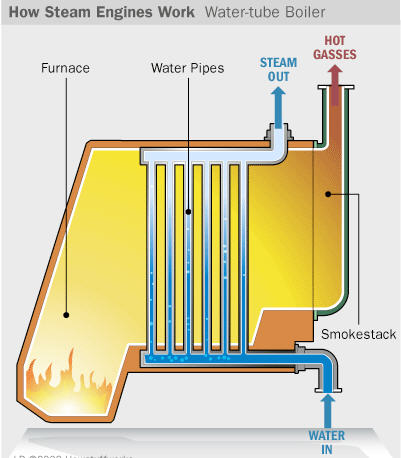 How Steam Engines Work Water-tube Boiler
HOT
GASSES
Furnace
Water Pipes
STEAM
OUT
Smokestack
WATER
IN